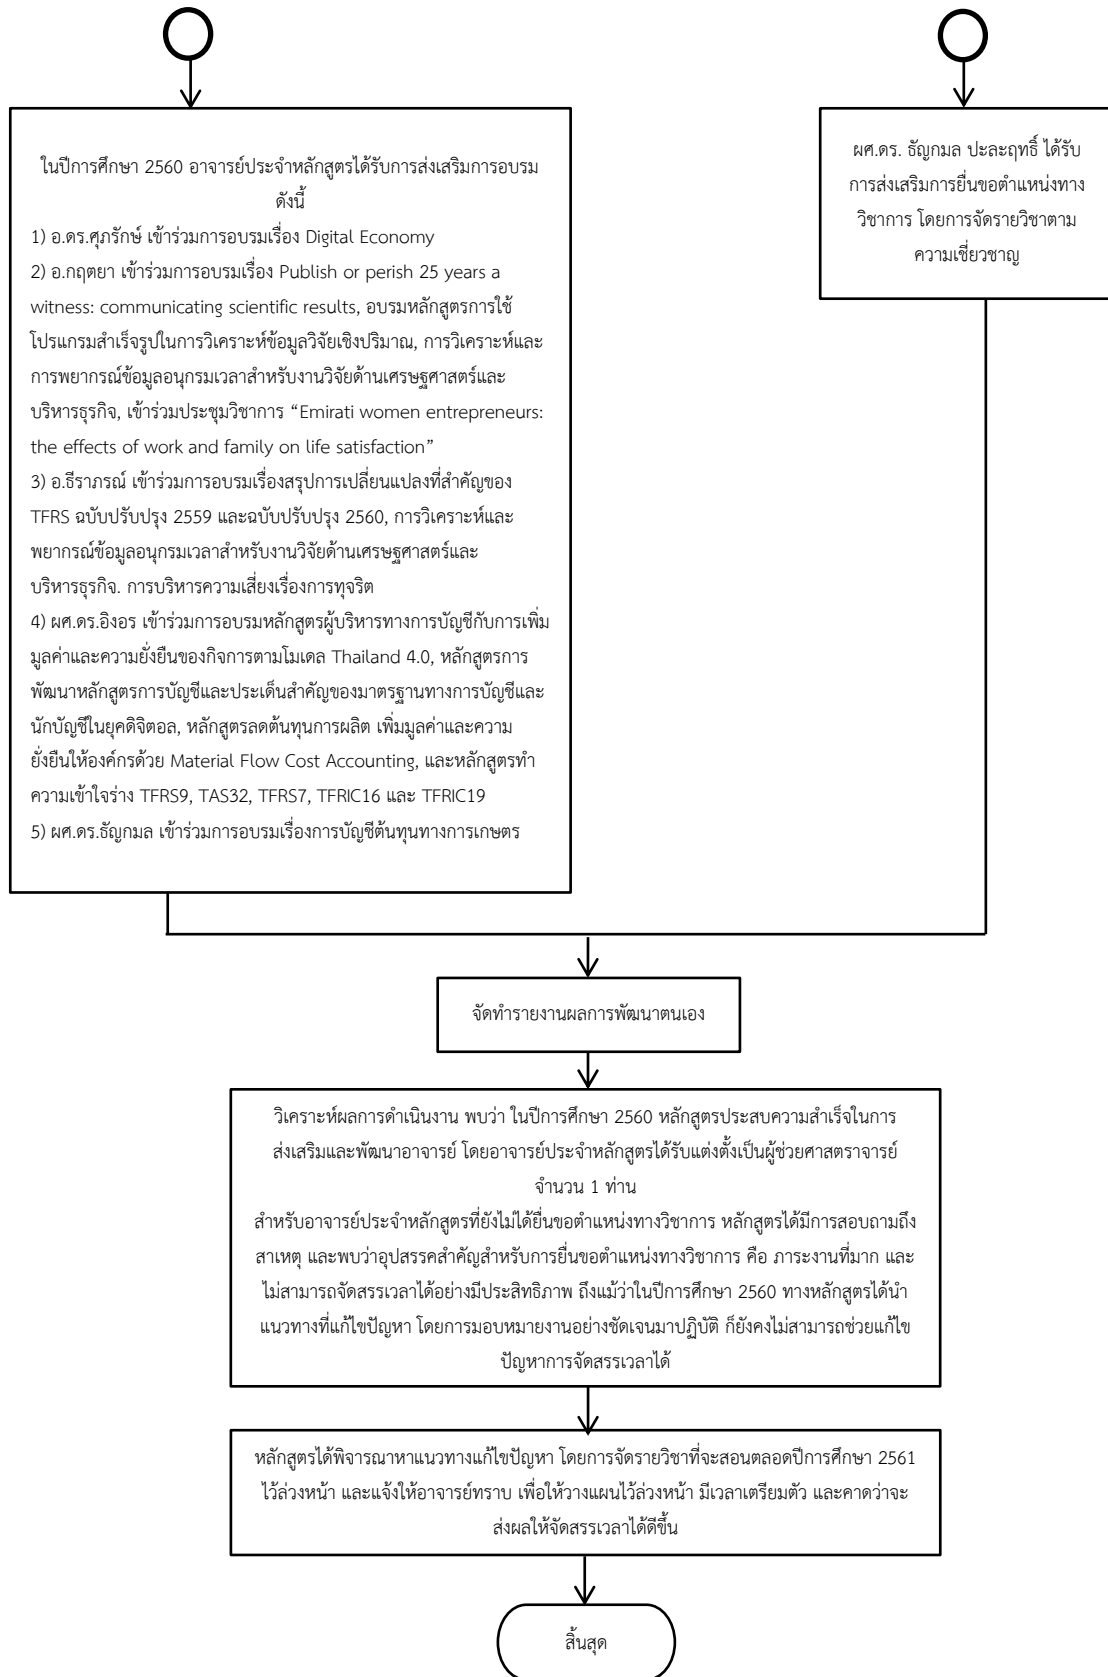 ในปีการศึกษา 2560 อาจารย์ประจำหลักสูตรได้รับการส่งเสริมการอบรม
ดังนี้
1) อ.ดร.ศุภรักษ์ เข้าร่วมการอบรมเรื่อง Digital Economy
2) อ.กฤตยา เข้าร่วมการอบรมเรื่อง Publish or perish 25 years a
witness: communicating scientific results, อบรมหลักสูตรการใช้
โปรแกรมสำเร็จรูปในการวิเคราะห์ข้อมูลวิจัยเชิงปริมาณ, การวิเคราะห์และ
การพยากรณ์ข้อมูลอนุกรมเวลาสำหรับงานวิจัยด้านเศรษฐศาสตร์และ
บริหารธุรกิจ, เข้าร่วมประชุมวิชาการ “Emirati women entrepreneurs:
the effects of work and family on life satisfaction”
3) อ.ธีราภรณ์ เข้าร่วมการอบรมเรื่องสรุปการเปลี่ยนแปลงที่สำคัญของ
TFRS ฉบับปรับปรุง 2559 และฉบับปรับปรุง 2560, การวิเคราะห์และ
พยากรณ์ข้อมูลอนุกรมเวลาสำหรับงานวิจัยด้านเศรษฐศาสตร์และ
บริหารธุรกิจ. การบริหารความเสี่ยงเรื่องการทุจริต
4) ผศ.ดร.อิงอร เข้าร่วมการอบรมหลักสูตรผู้บริหารทางการบัญชีกับการเพิ่ม
มูลค่าและความยั่งยืนของกิจการตามโมเดล Thailand 4.0, หลักสูตรการ
พัฒนาหลักสูตรการบัญชีและประเด็นสำคัญของมาตรฐานทางการบัญชีและ
นักบัญชีในยุคดิจิตอล, หลักสูตรลดต้นทุนการผลิต เพิ่มมูลค่าและความ
ยั่งยืนให้องค์กรด้วย Material Flow Cost Accounting, และหลักสูตรทำ
ความเข้าใจร่าง TFRS9, TAS32, TFRS7, TFRIC16 และ TFRIC19
5) ผศ.ดร.ธัญกมล เข้าร่วมการอบรมเรื่องการบัญชีต้นทุนทางการเกษตร
ผศ.ดร. ธัญกมล ปะละฤทธิ์ ได้รับ
การส่งเสริมการยื่นขอตำแหน่งทาง
วิชาการ โดยการจัดรายวิชาตาม
ความเชี่ยวชาญ
จัดทำรายงานผลการพัฒนาตนเอง
วิเคราะห์ผลการดำเนินงาน พบว่า ในปีการศึกษา 2560 หลักสูตรประสบความสำเร็จในการ
ส่งเสริมและพัฒนาอาจารย์ โดยอาจารย์ประจำหลักสูตรได้รับแต่งตั้งเป็นผู้ช่วยศาสตราจารย์
จำนวน 1 ท่าน
สำหรับอาจารย์ประจำหลักสูตรที่ยังไม่ได้ยื่นขอตำแหน่งทางวิชาการ หลักสูตรได้มีการสอบถามถึง
สาเหตุ และพบว่าอุปสรรคสำคัญสำหรับการยื่นขอตำแหน่งทางวิชาการ คือ ภาระงานที่มาก และ
ไม่สามารถจัดสรรเวลาได้อย่างมีประสิทธิภาพ ถึงแม้ว่าในปีการศึกษา 2560 ทางหลักสูตรได้นำ
แนวทางที่แก้ไขปัญหา โดยการมอบหมายงานอย่างชัดเจนมาปฏิบัติ ก็ยังคงไม่สามารถช่วยแก้ไข
ปัญหาการจัดสรรเวลาได้
หลักสูตรได้พิจารณาหาแนวทางแก้ไขปัญหา โดยการจัดรายวิชาที่จะสอนตลอดปีการศึกษา 2561
ไว้ล่วงหน้า และแจ้งให้อาจารย์ทราบ เพื่อให้วางแผนไว้ล่วงหน้า มีเวลาเตรียมตัว และคาดว่าจะ
ส่งผลให้จัดสรรเวลาได้ดีขึ้น
สิ้นสุด